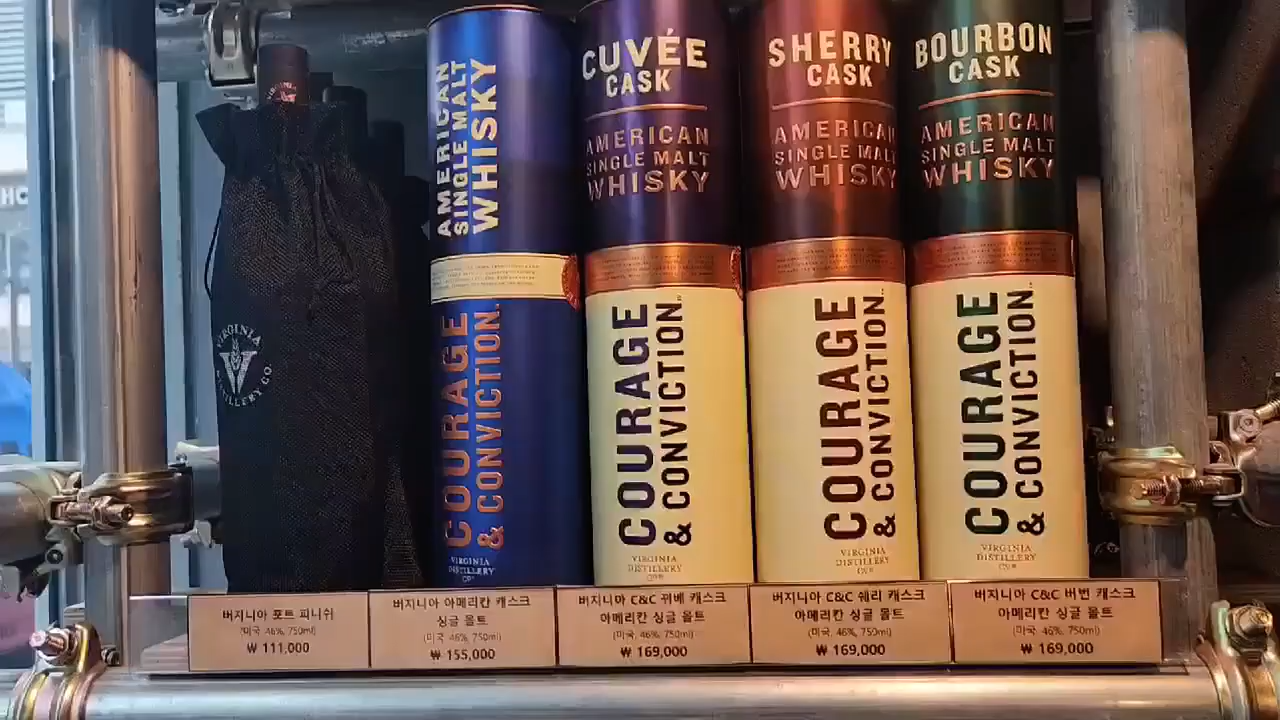 HO
VIRGINIA
DISTILLERY CO.
AMERICAN
SINGLE MALT
WHISKY
COURAGE
& CONVICTION
VIRGINIA
DISTILLERY
CO
CUVÉE
CASK
AMERICAN
SINGLE MALT
WHISKY
COURAGE
& CONVICTION
VIRGINIA
DISTILLERY
CO
SHERRY
CASK
AMERICAN
SINGLE MALT
WHISKY
COURAGE
& CONVICTION
VIRGINIA
DISTILLERY
CO
BOURBON
CASK
AMERICAN
SINGLE MALT
WHISKY
COURAGE
& CONVICTION
VIRGINIA
DISTILLERY
CO
버지니아 포트 피니쉬
(미국, 46%, 750ml)
₩ 111,000
버지니아 아메리칸 캐스크
싱글 몰트
(미국, 46%, 750ml)
₩ 155,000
버지니아 C&C 뀌베 캐스크
아메리칸 싱글 몰트
(미국, 46%, 750ml)
₩ 169,000
버지니아 C&C 쉐리 캐스크
아메리칸 싱글 몰트
(미국, 46%, 750ml)
₩ 169,000
버지니아 C&C 버번 캐스크
아메리칸 싱글 몰트
(미국, 46%, 750ml)
₩ 169,000